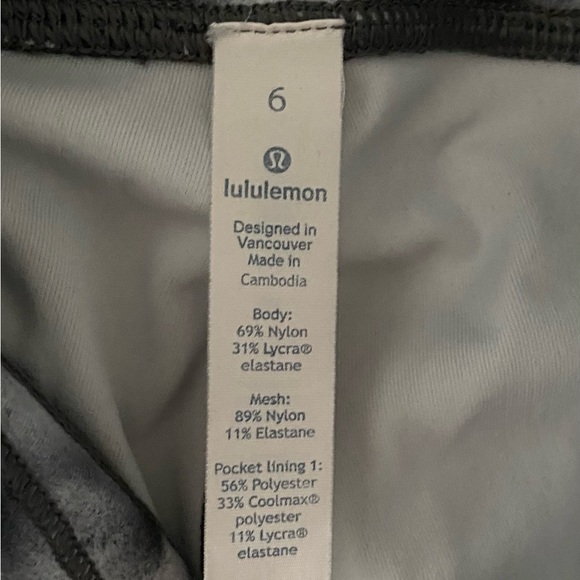 6
lululemon
Designed in
Vancouver
Made in
Cambodia
Body:
69% Nylon
31% Lycra®
elastane
Mesh:
89% Nylon
11% Elastane
Pocket lining 1:
56% Polyester
33% Coolmax®
polyester
11% Lycra®
elastane